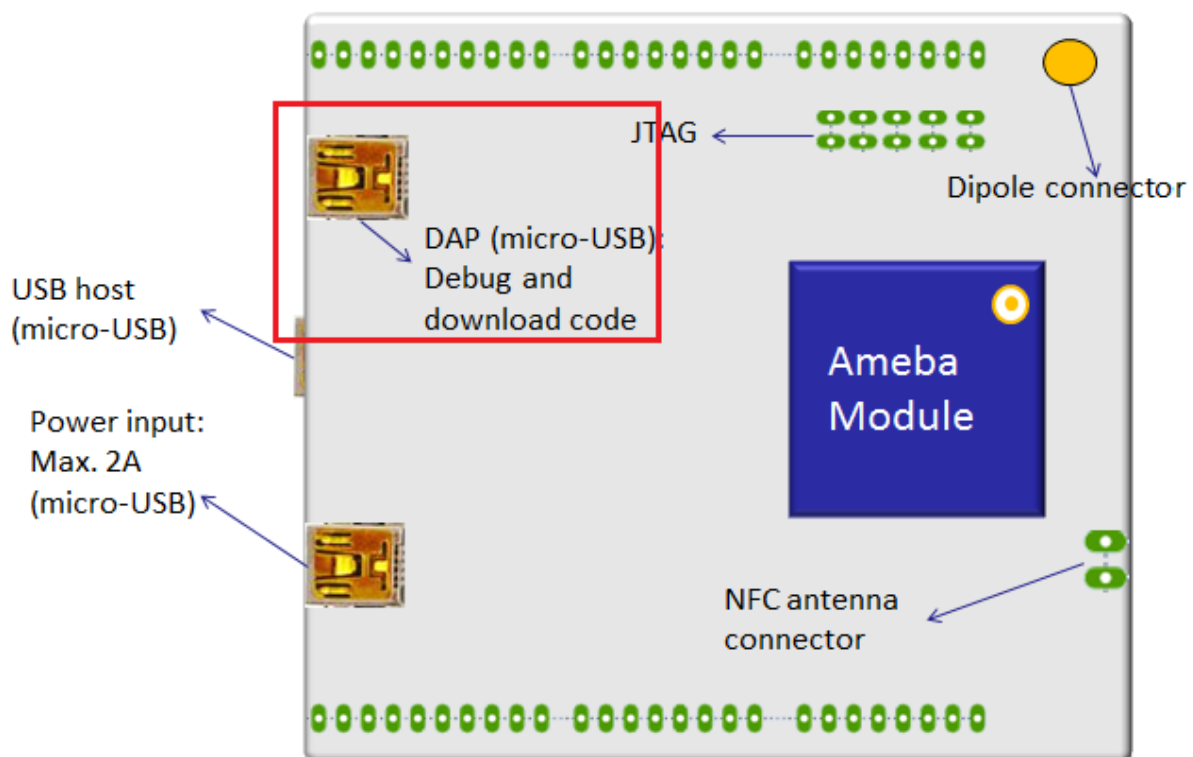 JTAG
Dipole connector
DAP (micro-USB):
Debug and
download code
USB host
(micro-USB)
Ameba
Module
Power input:
Max. 2A
(micro-USB)
NFC antenna
connector